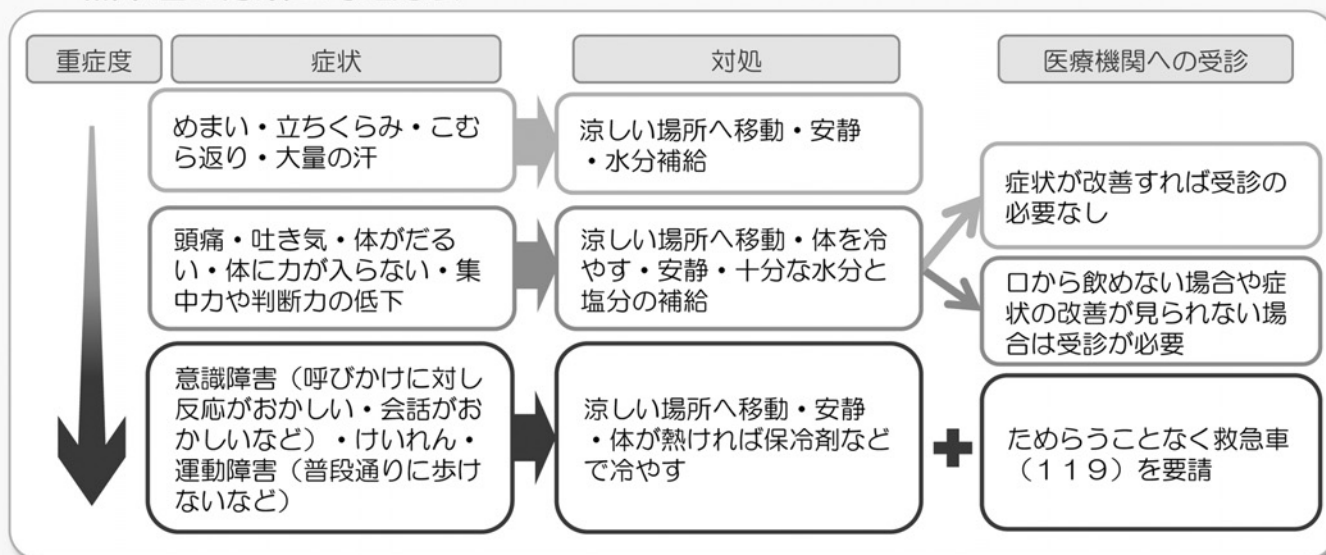 重症度
症状
対処
医療機関への受診
めまい・立ちくらみ・こむ
ら返り・大量の汗
涼しい場所へ移動・安静
・水分補給
症状が改善すれば受診の
必要なし
頭痛・吐き気・体がだる
い・体に力が入らない・集
中力や判断力の低下
涼しい場所へ移動・体を冷
やす・安静・十分な水分と
塩分の補給
口から飲めない場合や症
状の改善が見られない場
合は受診が必要
意識障害（呼びかけに対し
反応がおかしい・会話がお
かしいなど）・けいれん・
運動障害（普段通りに歩け
ないなど）
涼しい場所へ移動・安静
・体が熱ければ保冷剤など
で冷やす
ためらうことなく救急車
（１１９）を要請